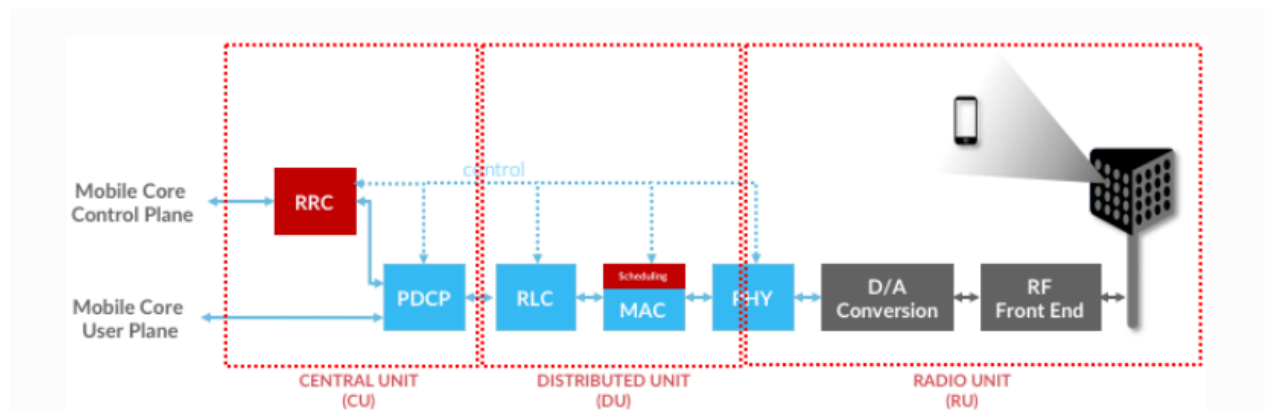 control
Mobile Core
Control Plane
RRC
Mobile Core
User Plane
PDCP
RLC
Scheduling
MAC
PHY
D/A
Conversion
RF
Front End
CENTRAL UNIT
(CU)
DISTRIBUTED UNIT
(DU)
RADIO UNIT
(RU)